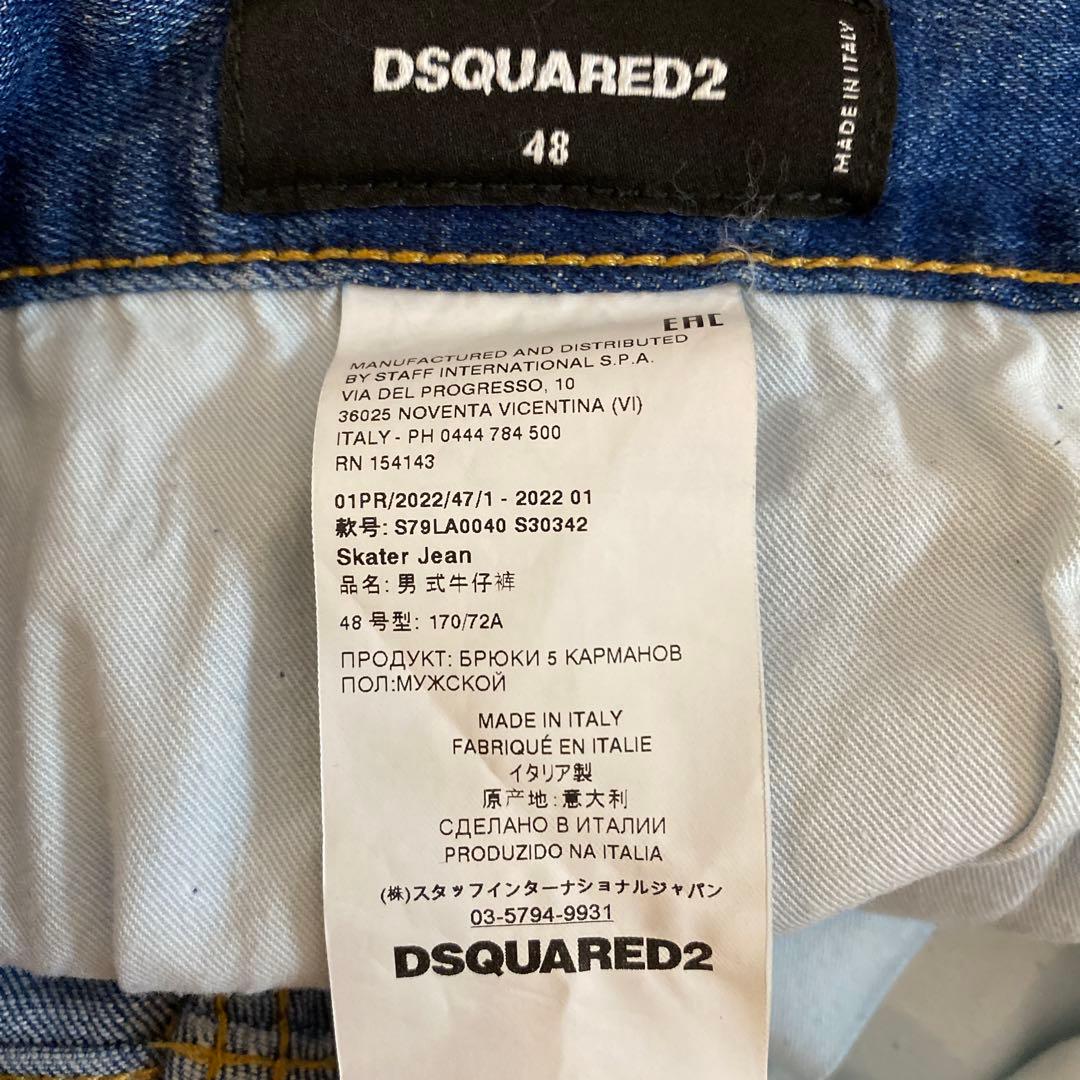 DSQUARED2
48
MADE IN ITALY
EAC
MANUFACTURED AND DISTRIBUTED
BY STAFF INTERNATIONAL S.P.A.
VIA DEL PROGRESSO, 10
36025 NOVENTA VICENTINA (VI)
ITALY - PH 0444 784 500
RN 154143
01PR/2022/47/1 - 2022 01
款号: S79LA0040 S30342
Skater Jean
品名: 男 式牛仔裤
48 号型: 170/72A
ПРОДУКТ: БРЮКИ 5 КАРМАНОВ
ПОЛ:МУЖСКОЙ
MADE IN ITALY
FABRIQUÉ EN ITALIE
イタリア製
原产地:意大利
СДЕЛАНО В ИТАЛИИ
PRODUZIDO NA ITALIA
(株)スタッフインターナショナルジャパン
03-5794-9931
DSQUARED2